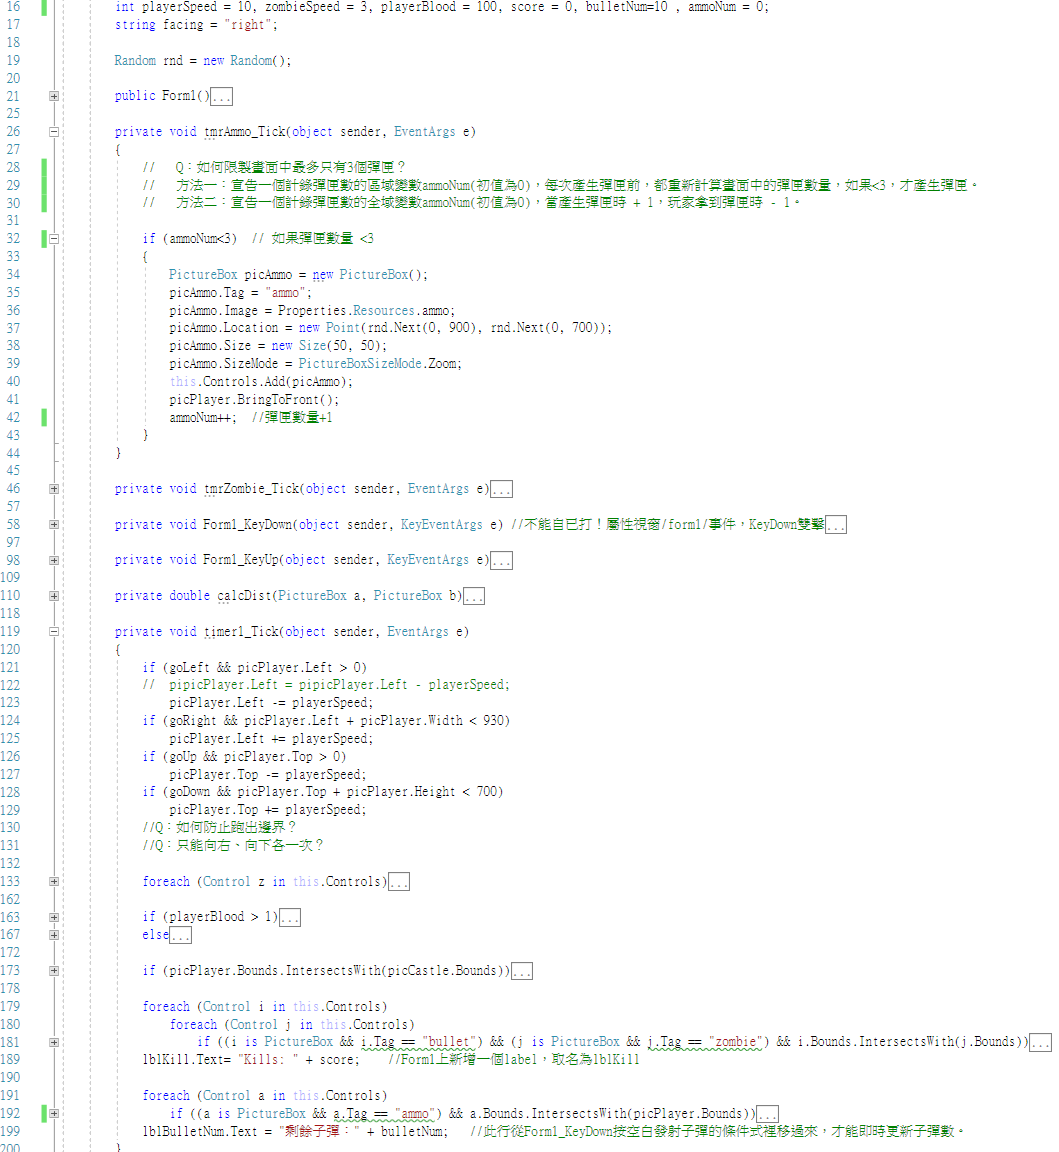 16 int playerSpeed = 10, zombieSpeed = 3, playerBlood = 100, score = 0, bulletNum=10 , ammoNum = 0;
17 string facing = "right";
18
19 Random rnd = new Random();
20
21 public Form1()...
25
26 private void tmrAmmo_Tick(object sender, EventArgs e)
27 {
28 //   Q：如何限製畫面中最多只有3個彈匣？
29 //   方法一：宣告一個計錄彈匣數的區域變數ammoNum(初值為0)，每次產生彈匣前，都重新計算畫面中的彈匣數量，如果<3，才產生彈匣。
30 //   方法二：宣告一個計錄彈匣數的全域變數ammoNum(初值為0)，當產生彈匣時 + 1，玩家拿到彈匣時 - 1。
31
32 if (ammoNum<3)  // 如果彈匣數量 <3
33 {
34 PictureBox picAmmo = new PictureBox();
35 picAmmo.Tag = "ammo";
36 picAmmo.Image = Properties.Resources.ammo;
37 picAmmo.Location = new Point(rnd.Next(0, 900), rnd.Next(0, 700));
38 picAmmo.Size = new Size(50, 50);
39 picAmmo.SizeMode = PictureBoxSizeMode.Zoom;
40 this.Controls.Add(picAmmo);
41 picPlayer.BringToFront();
42 ammoNum++;  //彈匣數量+1
43 }
44 }
45
46 private void tmrZombie_Tick(object sender, EventArgs e)...
57
58 private void Form1_KeyDown(object sender, KeyEventArgs e) //不能自已打！屬性視窗/form1/事件，KeyDown雙擊...
97
98 private void Form1_KeyUp(object sender, KeyEventArgs e)...
109
110 private double calcDist(PictureBox a, PictureBox b)...
118
119 private void timer1_Tick(object sender, EventArgs e)
120 {
121 if (goLeft && picPlayer.Left > 0)
122 //  pipicPlayer.Left = pipicPlayer.Left - playerSpeed;
123 picPlayer.Left -= playerSpeed;
124 if (goRight && picPlayer.Left + picPlayer.Width < 930)
125 picPlayer.Left += playerSpeed;
126 if (goUp && picPlayer.Top > 0)
127 picPlayer.Top -= playerSpeed;
128 if (goDown && picPlayer.Top + picPlayer.Height < 700)
129 picPlayer.Top += playerSpeed;
130 //Q：如何防止跑出邊界？
131 //Q：只能向右、向下各一次？
132
133 foreach (Control z in this.Controls)...
162
163 if (playerBlood > 1)...
167 else...
172
173 if (picPlayer.Bounds.IntersectsWith(picCastle.Bounds))...
178
179 foreach (Control i in this.Controls)
180 foreach (Control j in this.Controls)
181 if ((i is PictureBox && i.Tag == "bullet") && (j is PictureBox && j.Tag == "zombie") && i.Bounds.IntersectsWith(j.Bounds))...
189 lblKill.Text= "Kills: " + score;    //Form1上新增一個label，取名為lblKill
190
191 foreach (Control a in this.Controls)
192 if ((a is PictureBox && a.Tag == "ammo") && a.Bounds.IntersectsWith(picPlayer.Bounds))...
199 lblBulletNum.Text = "剩餘子彈：" + bulletNum;   //此行從Form1_KeyDown按空白發射子彈的條件式裡移過來，才能即時更新子彈數。
200 }